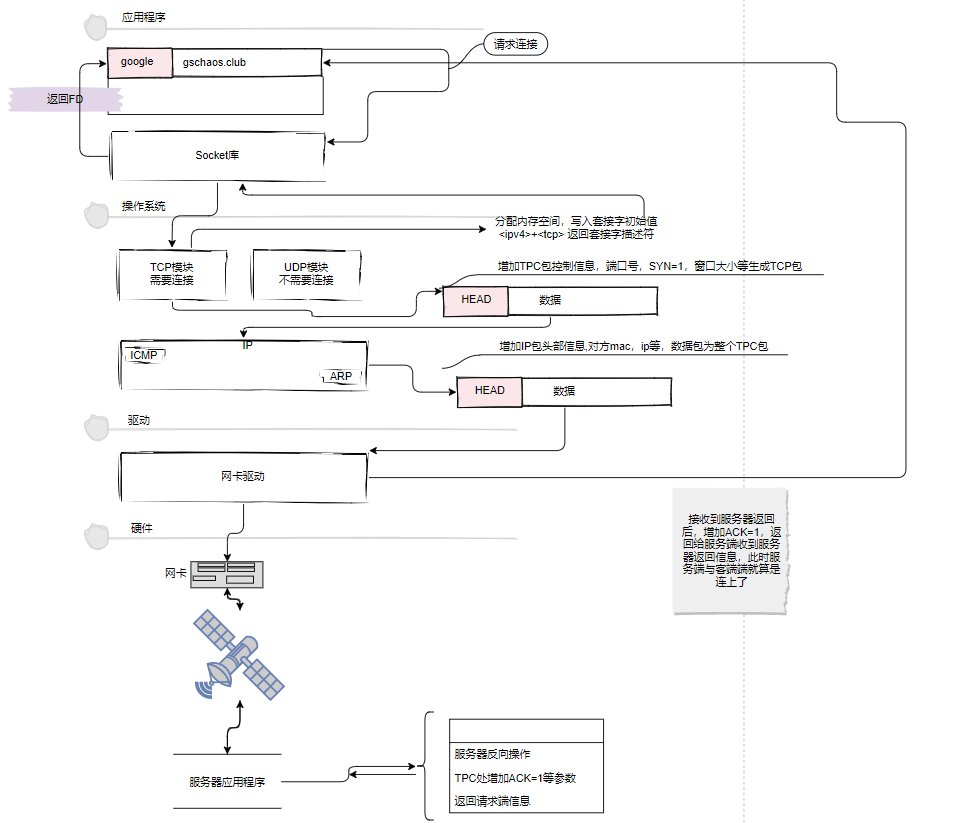 应用程序
请求连接
google
gschaos.club
返回FD
Socket库
操作系统
分配内存空间，写入套接字初始值
<ipv4>+<tcp> 返回套接字描述符
TCP模块
需要连接
UDP模块
不需要连接
增加TPC包控制信息，端口号，SYN=1，窗口大小等生成TCP包
HEAD
数据
IP
ICMP
ARP
增加IP包头部信息,对方mac，ip等，数据包为整个TPC包
HEAD
数据
驱动
网卡驱动
接收到服务器返回
后，增加ACK=1，返
回给服务端收到服务
器返回信息，此时服
务端与客端端就算是
连上了
硬件
网卡
服务器反向操作
服务器应用程序
TPC处增加ACK=1等参数
返回请求端信息